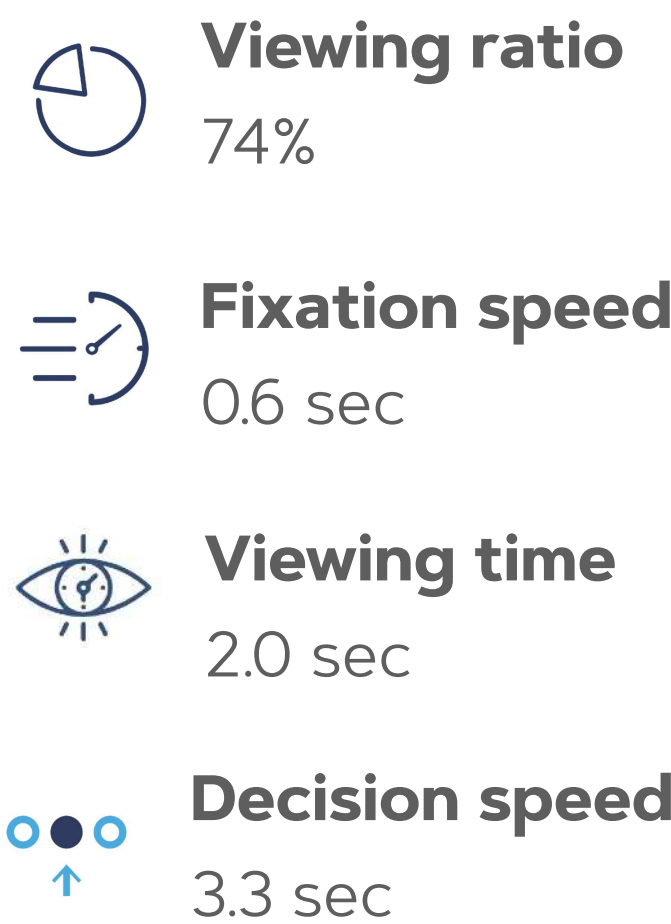 Viewing ratio
74%
Fixation speed
0.6 sec
Viewing time
2.0 sec
Decision speed
3.3 sec